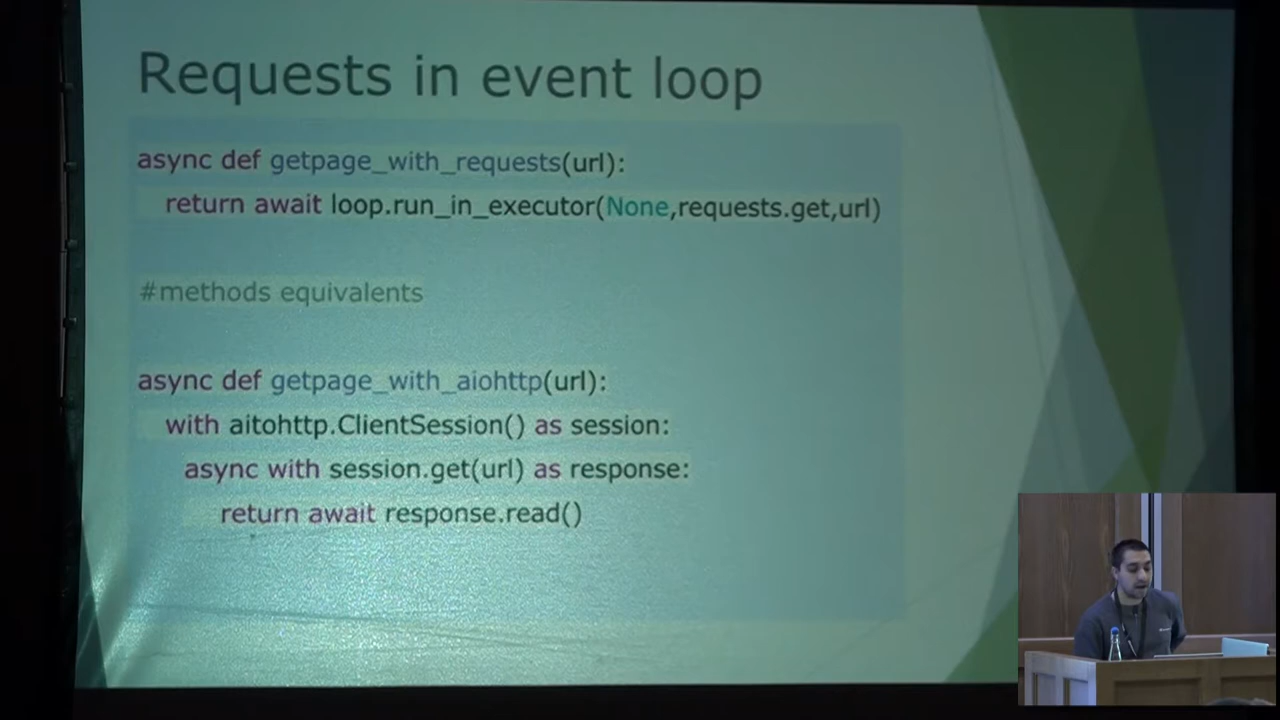 Requests in event loop
async def getpage_with_requests(url):
return await loop.run_in_executor(None,requests.get,url)
#methods equivalents
async def getpage_with_aiohttp(url):
with aitohttp.ClientSession() as session:
async with session.get(url) as response:
return await response.read()